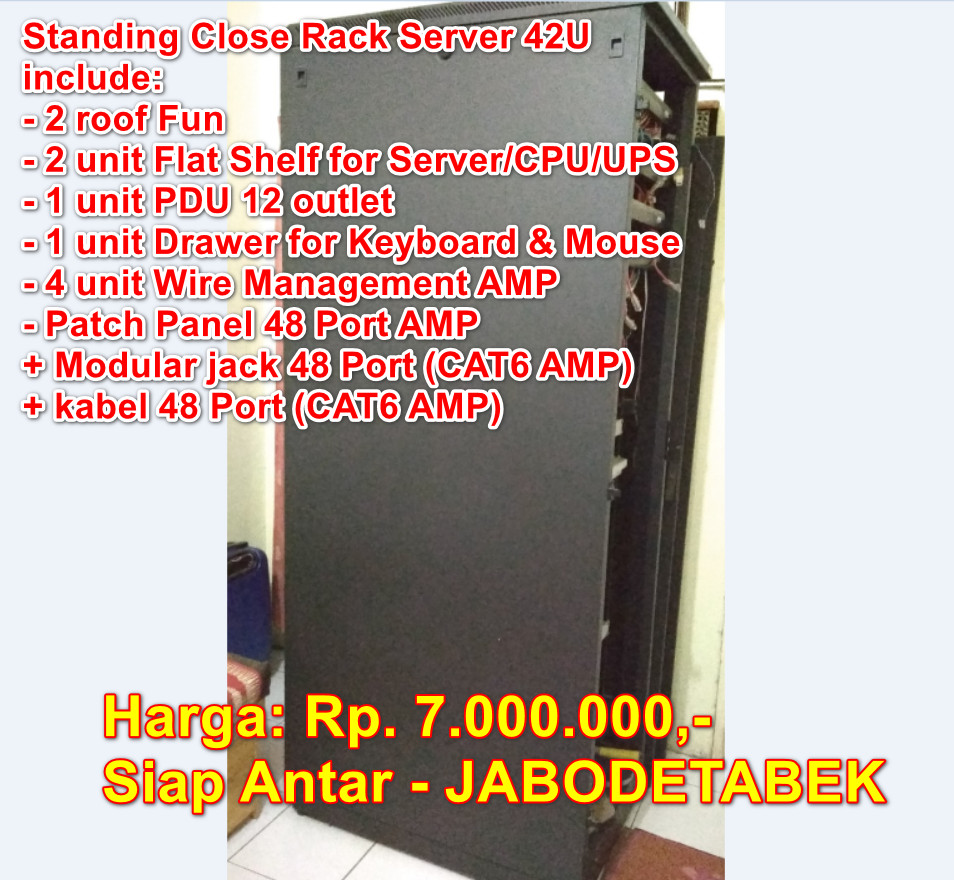 Standing Close Rack Server 42U
include:
- 2 roof Fun
- 2 unit Flat Shelf for Server/CPU/UPS
- 1 unit PDU 12 outlet
- 1 unit Drawer for Keyboard & Mouse
- 4 unit Wire Management AMP
- Patch Panel 48 Port AMP
+ Modular jack 48 Port (CAT6 AMP)
+ kabel 48 Port (CAT6 AMP)
Harga: Rp. 7.000.000,-
Siap Antar - JABODETABEK